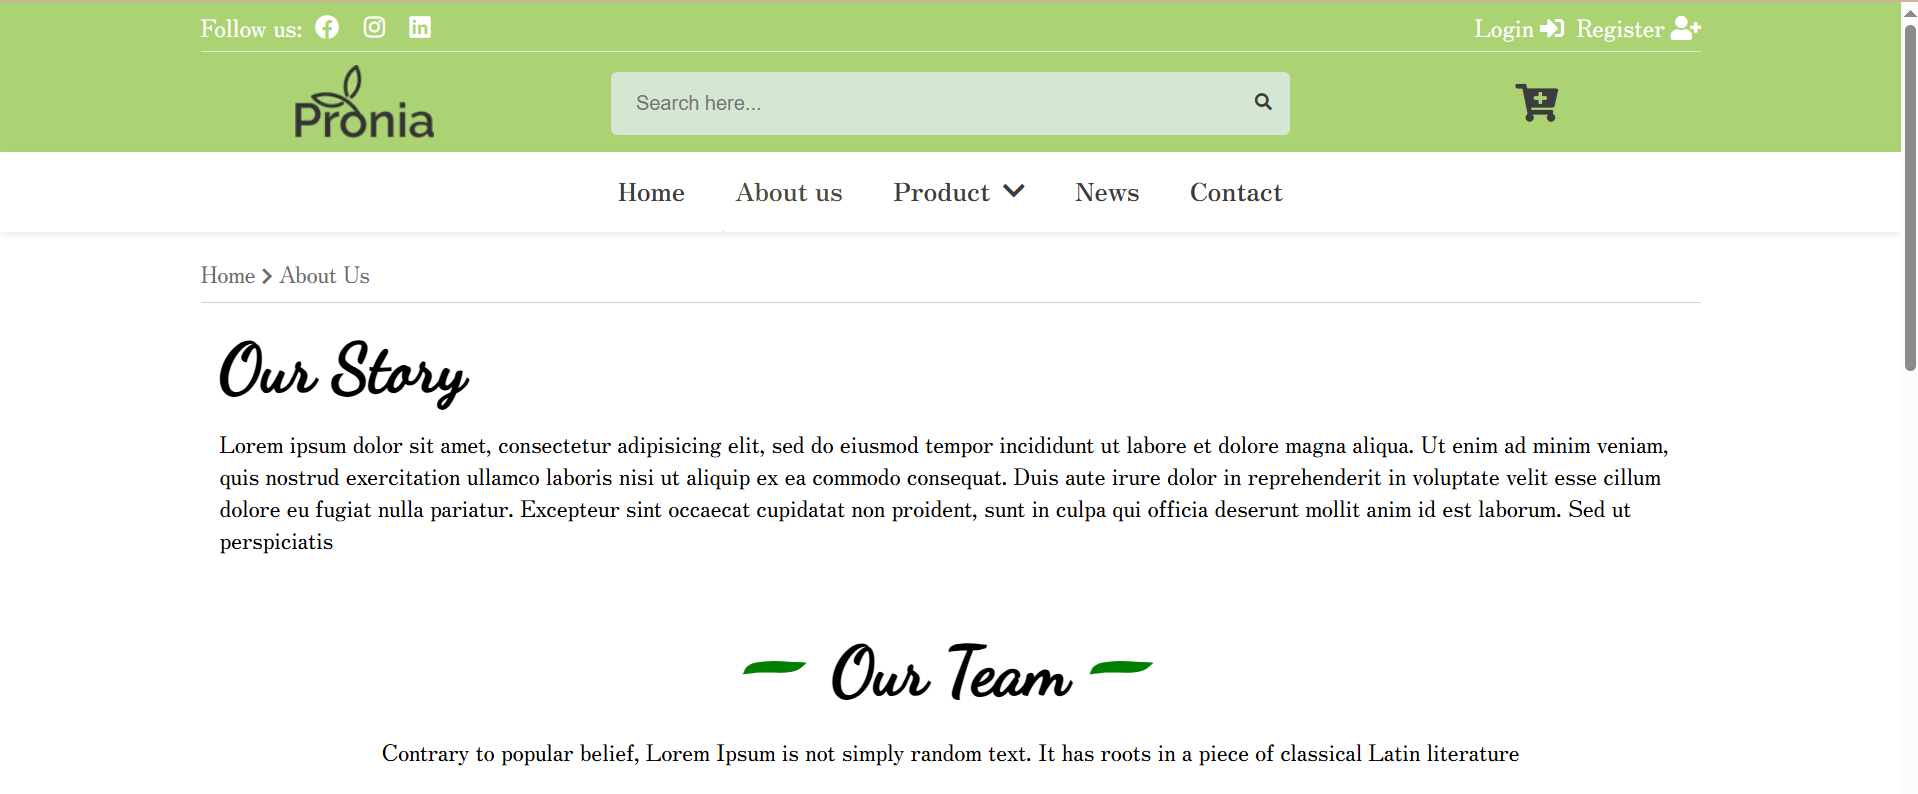 Follow us:
Login Register
Pronia
Search here...
Home About us Product News Contact
Home About Us
Our Story
Lorem ipsum dolor sit amet, consectetur adipisicing elit, sed do eiusmod tempor incididunt ut labore et dolore magna aliqua. Ut enim ad minim veniam,
quis nostrud exercitation ullamco laboris nisi ut aliquip ex ea commodo consequat. Duis aute irure dolor in reprehenderit in voluptate velit esse cillum
dolore eu fugiat nulla pariatur. Excepteur sint occaecat cupidatat non proident, sunt in culpa qui officia deserunt mollit anim id est laborum. Sed ut
perspiciatis
Our Team
Contrary to popular belief, Lorem Ipsum is not simply random text. It has roots in a piece of classical Latin literature